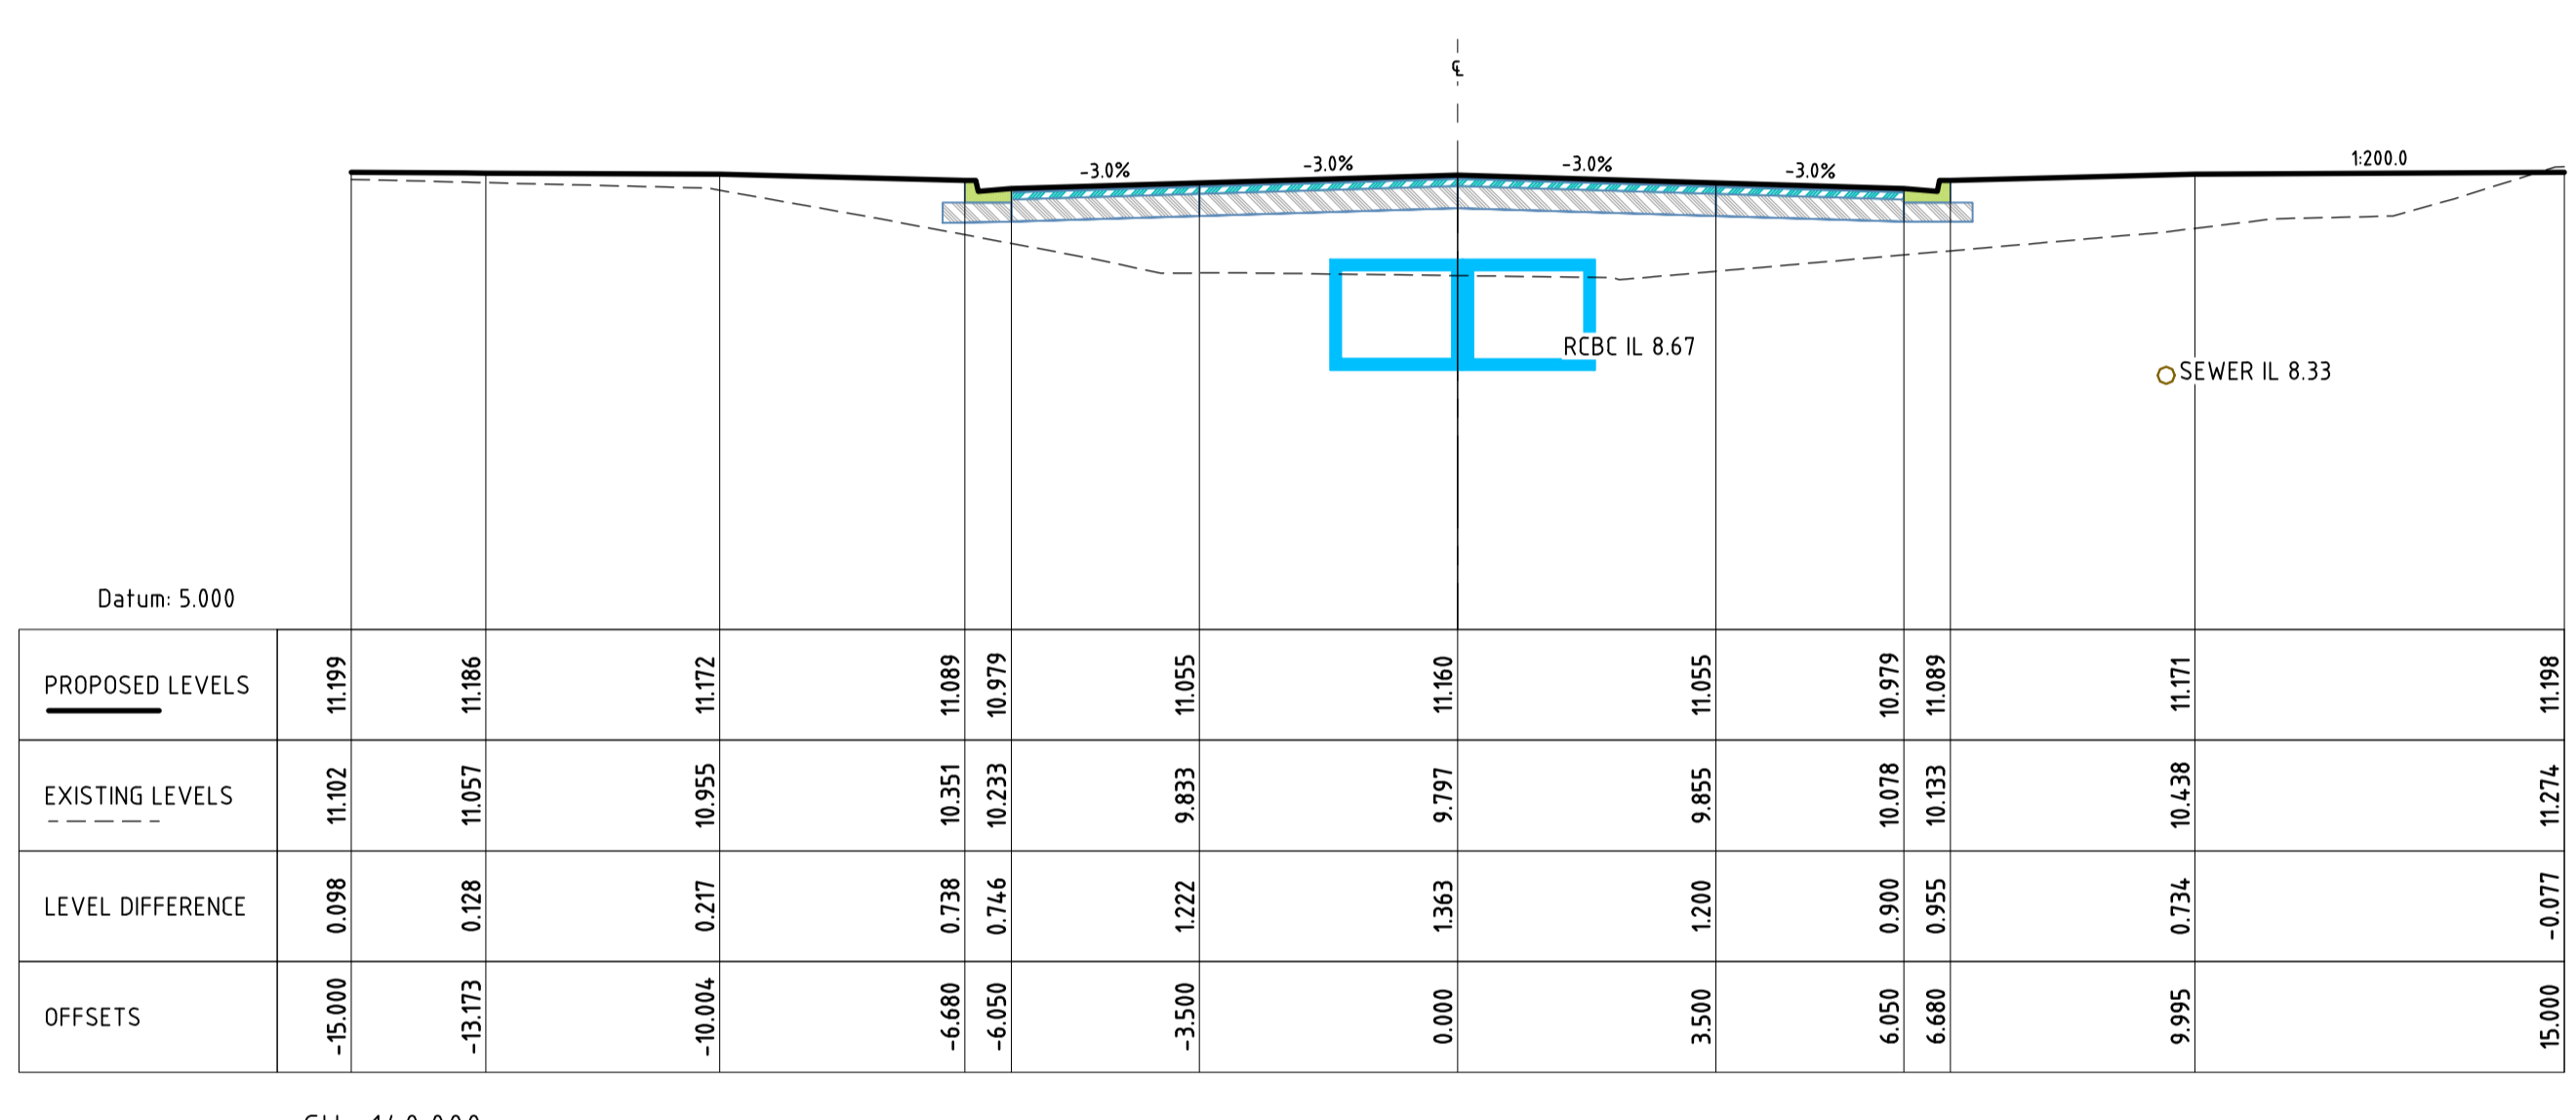 ℄
-3.0% -3.0% -3.0% -3.0% 1:200.0
RCBC IL 8.67
SEWER IL 8.33
Datum: 5.000
PROPOSED LEVELS 11.199 11.186 11.172 11.089 10.979 11.055 11.160 11.055 10.979 11.089 11.171 11.198
EXISTING LEVELS 11.102 11.057 10.955 10.351 10.233 9.833 9.797 9.855 10.078 10.133 10.438 11.274
LEVEL DIFFERENCE 0.098 0.128 0.217 0.738 0.746 1.222 1.363 1.200 0.900 0.955 0.734 -0.077
OFFSETS -15.000 -13.173 -10.004 -6.680 -6.050 -3.500 0.000 3.500 6.050 6.680 9.995 15.000